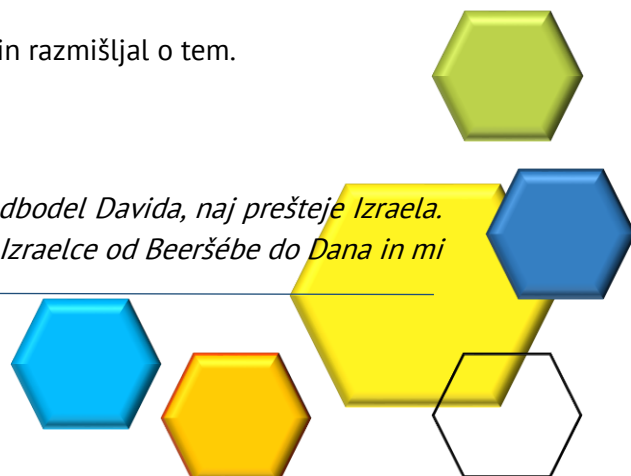 in razmišljal o tem.
dbodel Davida, naj prešteje Izraela.
Izraelce od Beeršébe do Dana in mi